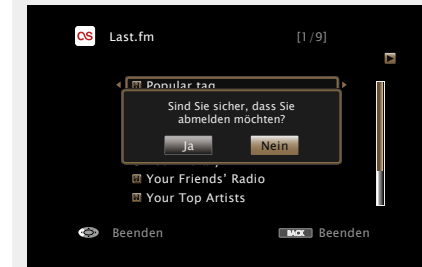 Last.fm [1/9]
Popular tag
Sind Sie sicher, dass Sie
abmelden möchten?
Ja Nein
Your Friends' Radio
Your Top Artists
Beenden BACK Beenden